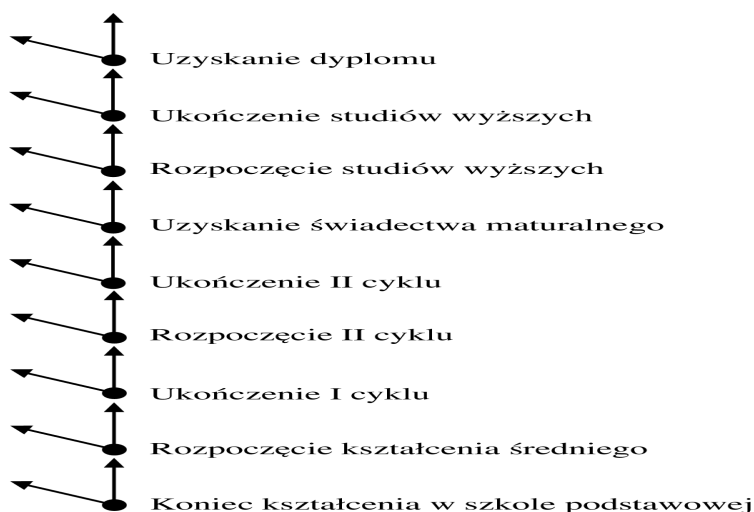 Uzyskanie dyplomu
Ukończenie studiów wyższych
Rozpoczęcie studiów wyższych
Uzyskanie świadectwa maturalnego
Ukończenie II cyklu
Rozpoczęcie II cyklu
Ukończenie I cyklu
Rozpoczęcie kształcenia średniego
Koniec kształcenia w szkole podstawowej